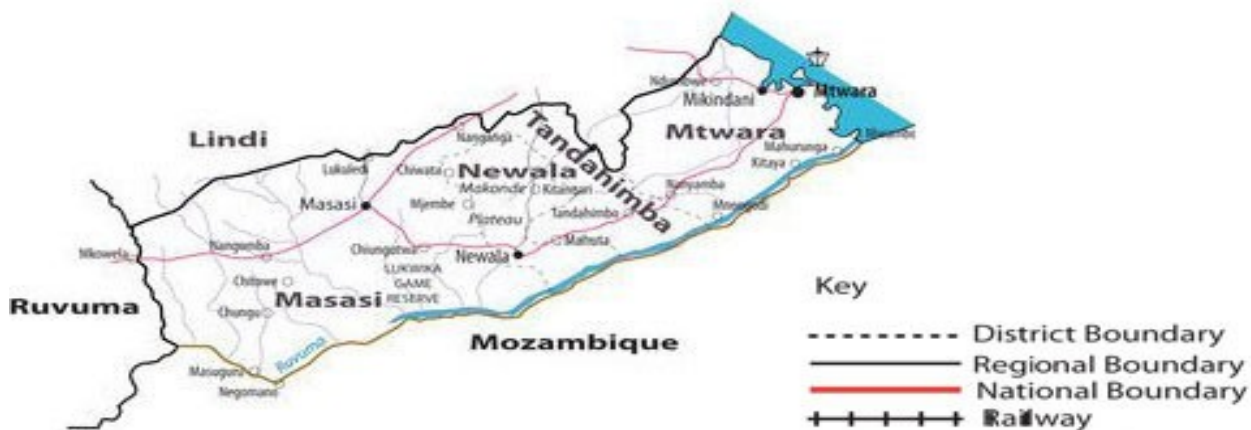 Mtwara
Mikindani
Mtwara
Lindi
Tandahimba
Nanganga
Mahurunga
Kitaya
Lukuledi
Chiwata
Newala
Makonde
Kitangari
Nanyamba
Masasi
Mjembe
Plateau
Tandahimba
Mahuta
Nkowela
Nangomba
Chiungutwa
Newala
LUKWIKA
GAME
RESERVE
Chitowe
Masasi
Ruvuma
Chungu
Key
Mozambique
Ruvuma
District Boundary
Regional Boundary
Masuguru
Negomano
National Boundary
Railway